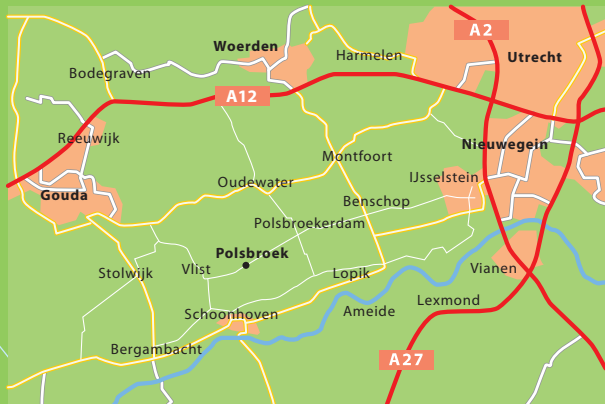 A2
Woerden
Harmelen
Utrecht
Bodegraven
A12
Reeuwijk
Nieuwegein
Montfoort
Oudewater
IJsselstein
Gouda
Benschop
Polsbroekerdam
Polsbroek
Stolwijk
Vlist
Lopik
Vianen
Lexmond
Schoonhoven
Ameide
Bergambacht
A27